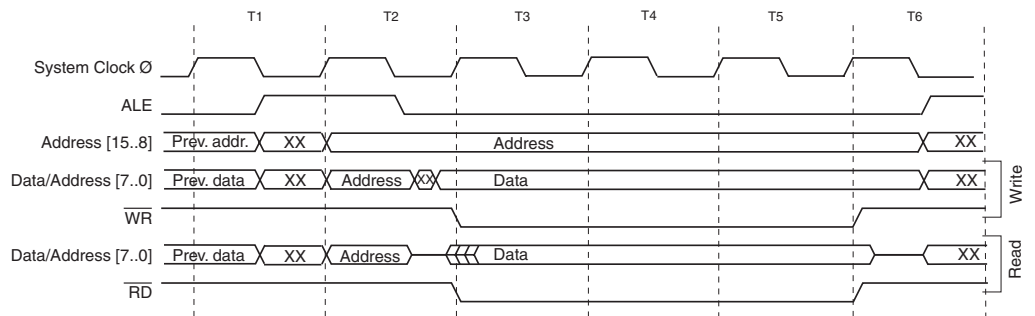 T1 T2 T3 T4 T5 T6
System Clock Ø
ALE
Address [15..8] Prev. addr. XX Address XX
Data/Address [7..0] Prev. data XX Address XX Data XX
WR
Write
Data/Address [7..0] Prev. data XX Address Data XX
RD
Read